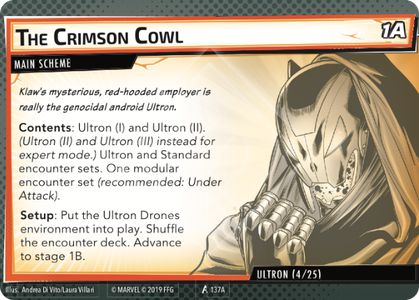 THE CRIMSON COWL
1A
MAIN SCHEME
Klaw's mysterious, red-hooded employer is
really the genocidal android Ultron.
Contents: Ultron (I) and Ultron (II).
(Ultron (II) and Ultron (III) instead for
expert mode.) Ultron and Standard
encounter sets. One modular
encounter set (recommended: Under
Attack).
Setup: Put the Ultron Drones
environment into play. Shuffle
the encounter deck. Advance
to stage 1B.
ULTRON (4/25)
Illus. Andrea Di Vito/Laura Villari
© MARVEL © 2019 FFG
137A